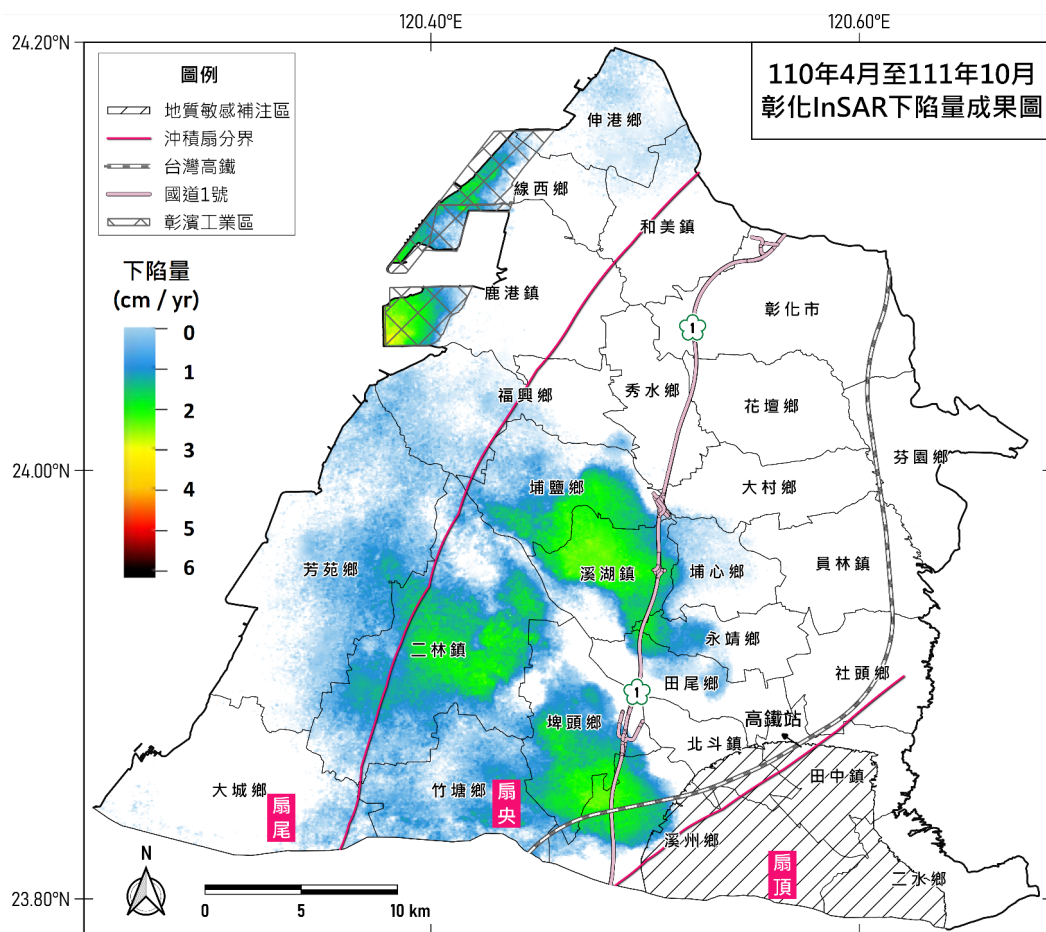 120.40°E
120.60°E
24.20°N
圖例
地質敏感補注區
沖積扇分界
台灣高鐵
國道1號
彰濱工業區
110年4月至111年10月
彰化InSAR下陷量成果圖
伸港鄉
線西鄉
和美鎮
下陷量
(cm / yr)
0
1
2
3
4
5
6
鹿港鎮
彰化市
1
福興鄉
秀水鄉
花壇鄉
芬園鄉
24.00°N
埔鹽鄉
大村鄉
芳苑鄉
溪湖鎮
埔心鄉
員林鎮
二林鎮
永靖鄉
田尾鄉
社頭鄉
1
埤頭鄉
北斗鎮
高鐵站
田中鎮
大城鄉
扇尾
竹塘鄉
扇央
溪州鄉
扇頂
二水鄉
N
23.80°N
0
5
10 km